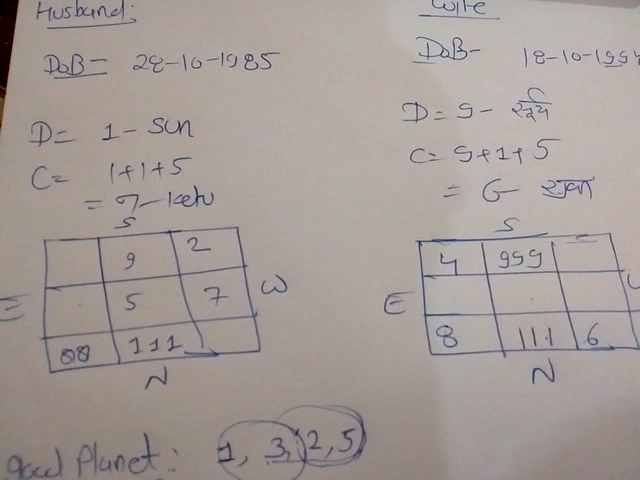 Husband:
DoB= 28-10-1985
D= 1 - Sun
C= 1+1+5
= 7-Ketu
S
9 2
E 5 7 W
88 111
N
Wife
DoB- 18-10-199
D= 9 - सूर्य
C= 9+1+5
= 6-
S
4 999
E
8 111 6
N
good Planet: 1, 3, 2, 5